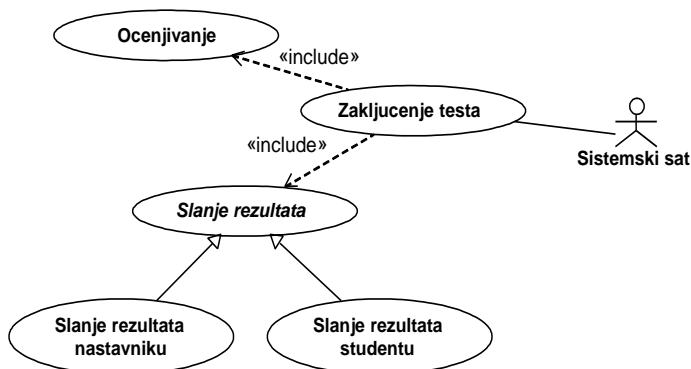 Ocenjivanje
«include»
Zakljucenje testa
«include»
Sistemski sat
Slanje rezultata
Slanje rezultata
nastavniku
Slanje rezultata
studentu